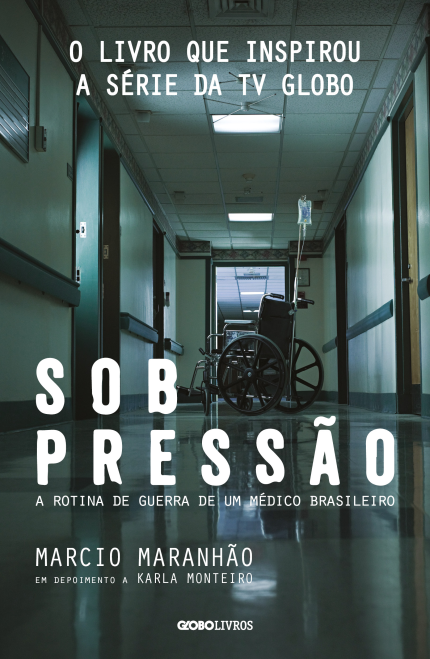 O LIVRO QUE INSPIROU
A SÉRIE DA TV GLOBO
SOB
PRESSÃO
A ROTINA DE GUERRA DE UM MÉDICO BRASILEIRO
MARCIO MARANHÃO
EM DEPOIMENTO A KARLA MONTEIRO
GLOBOLIVROS